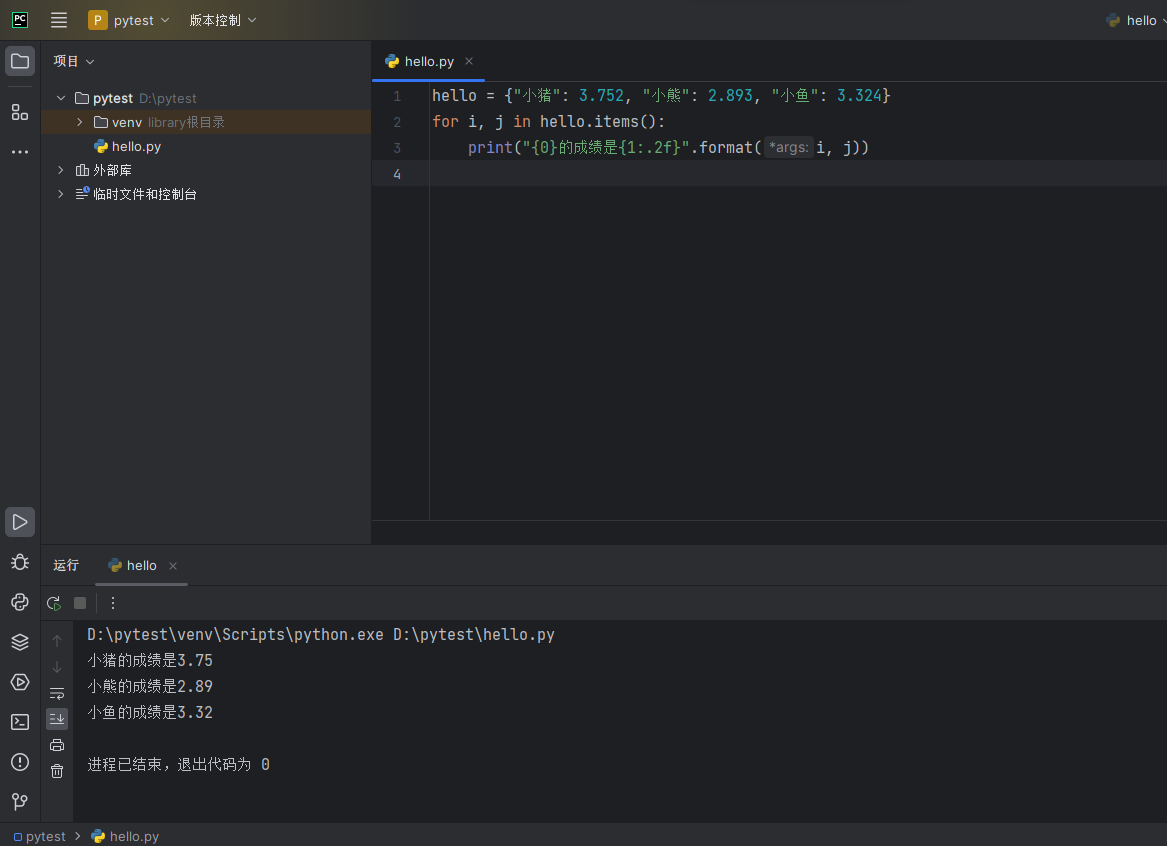 PC P pytest 版本控制 hello
项目
pytest D:\pytest
venv library根目录
hello.py
外部库
临时文件和控制台
hello.py
1 hello = {"小猪": 3.752, "小熊": 2.893, "小鱼": 3.324}
2 for i, j in hello.items():
3 print("{0}的成绩是{1:.2f}".format( *args: i, j))
4
运行 hello
D:\pytest\venv\Scripts\python.exe D:\pytest\hello.py
小猪的成绩是3.75
小熊的成绩是2.89
小鱼的成绩是3.32
进程已结束，退出代码为 0
pytest > hello.py